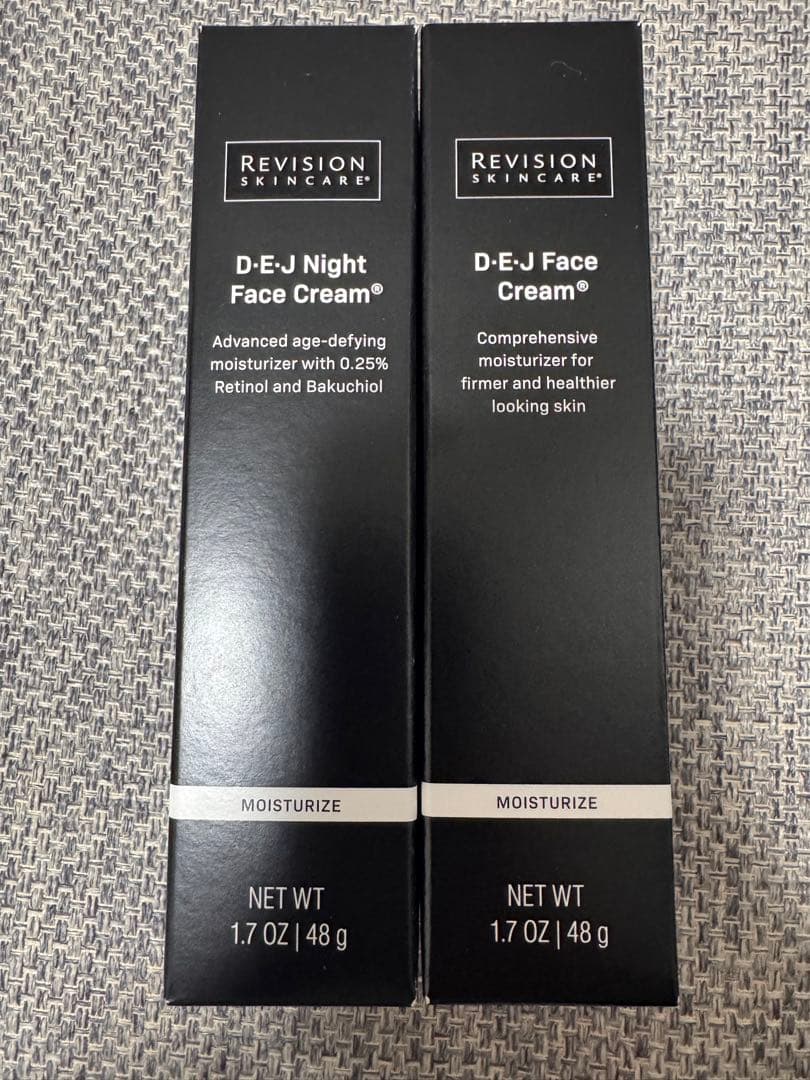 REVISION
SKINCARE®
D·E·J Night
Face Cream®
Advanced age-defying
moisturizer with 0.25%
Retinol and Bakuchiol
MOISTURIZE
NET WT
1.7 OZ | 48 g
REVISION
SKINCARE®
D·E·J Face
Cream®
Comprehensive
moisturizer for
firmer and healthier
looking skin
MOISTURIZE
NET WT
1.7 OZ | 48 g